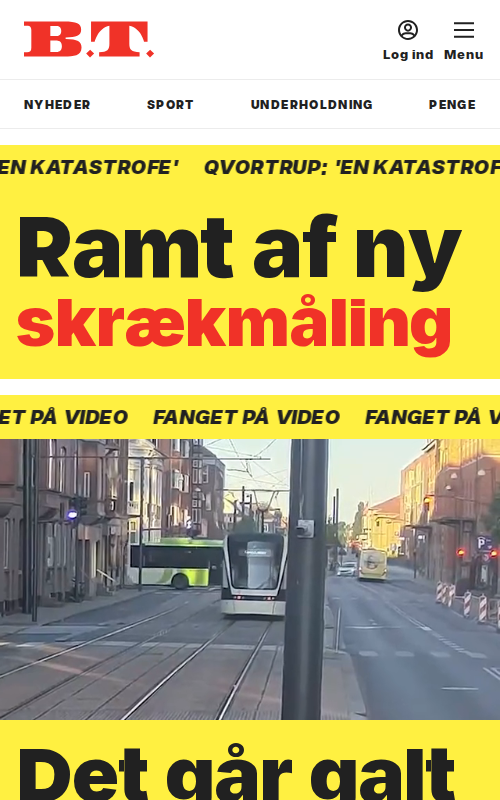 B.T.
Log ind
Menu
NYHEDER SPORT UNDERHOLDNING PENGE
EN KATASTROFE' QVORTRUP: 'EN KATASTROF
Ramt af ny
skrækmåling
ET PÅ VIDEO FANGET PÅ VIDEO FANGET PÅ V
P
Det går galt